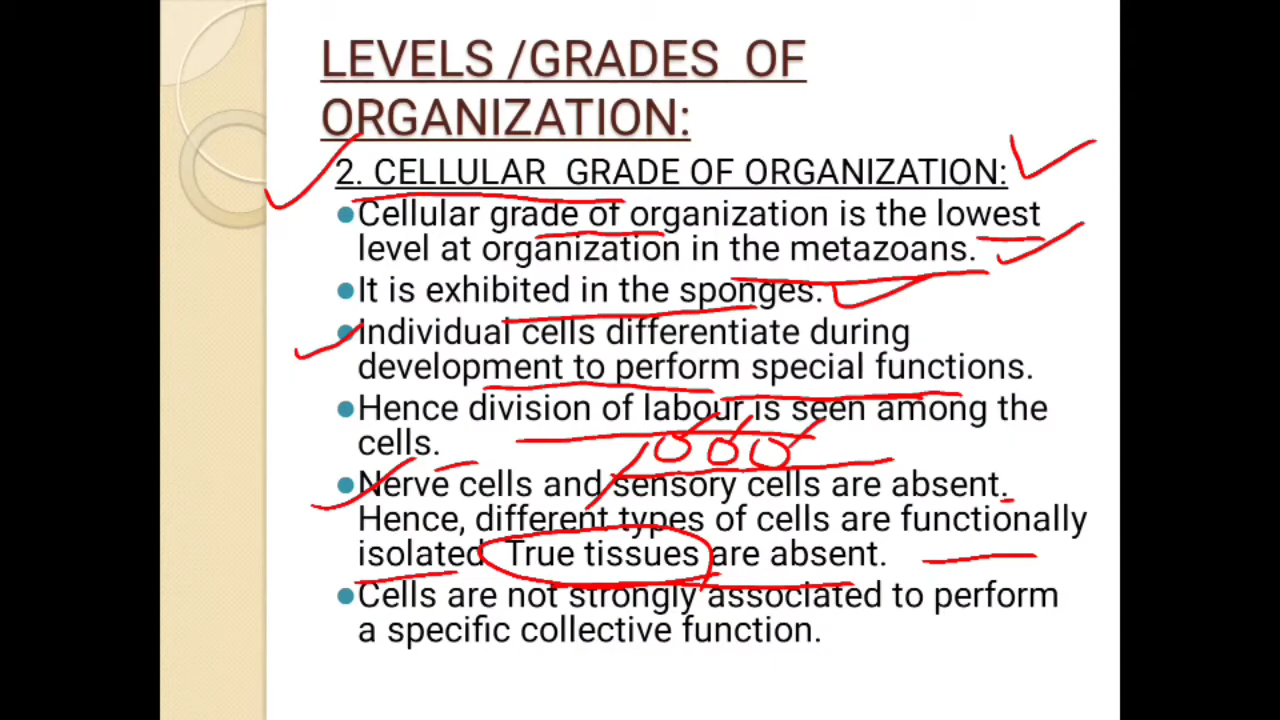 LEVELS /GRADES OF
ORGANIZATION:
2. CELLULAR GRADE OF ORGANIZATION:
●Cellular grade of organization is the lowest
level at organization in the metazoans.
●It is exhibited in the sponges.
●Individual cells differentiate during
development to perform special functions.
●Hence division of labour is seen among the
cells.
●Nerve cells and sensory cells are absent.
Hence, different types of cells are functionally
isolated. True tissues are absent.
●Cells are not strongly associated to perform
a specific collective function.